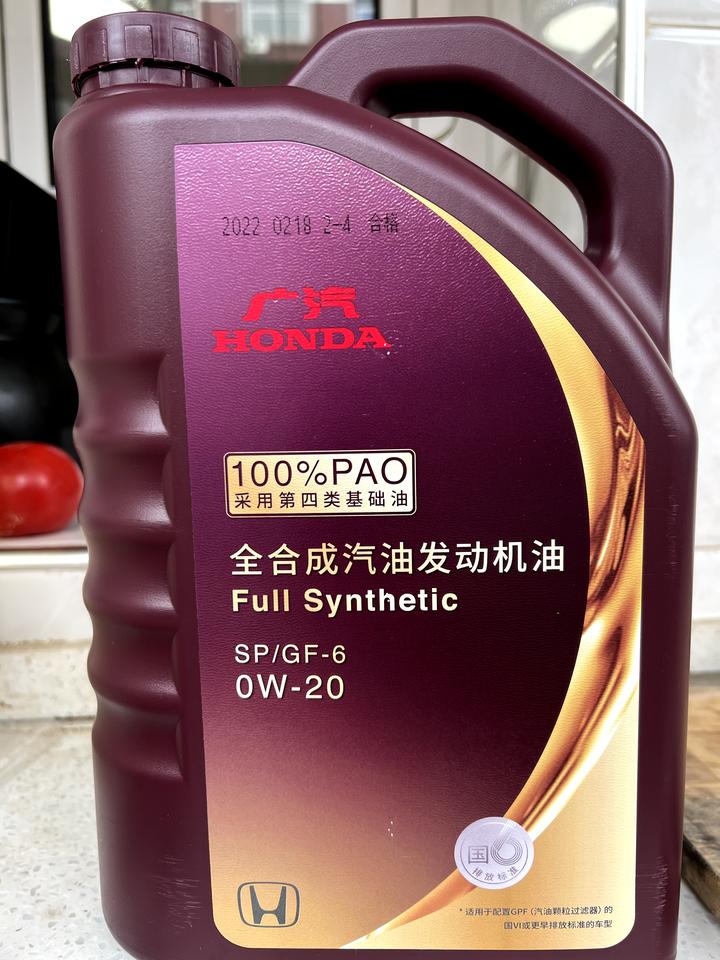 2022 0218 2-4 合格
广汽
HONDA
100%PAO
采用第四类基础油
全合成汽油发动机油
Full Synthetic
SP/GF-6
0W-20
国6
排放标准
*适用于配置GPF（汽油颗粒过滤器）的
国VI或更早排放标准的车型